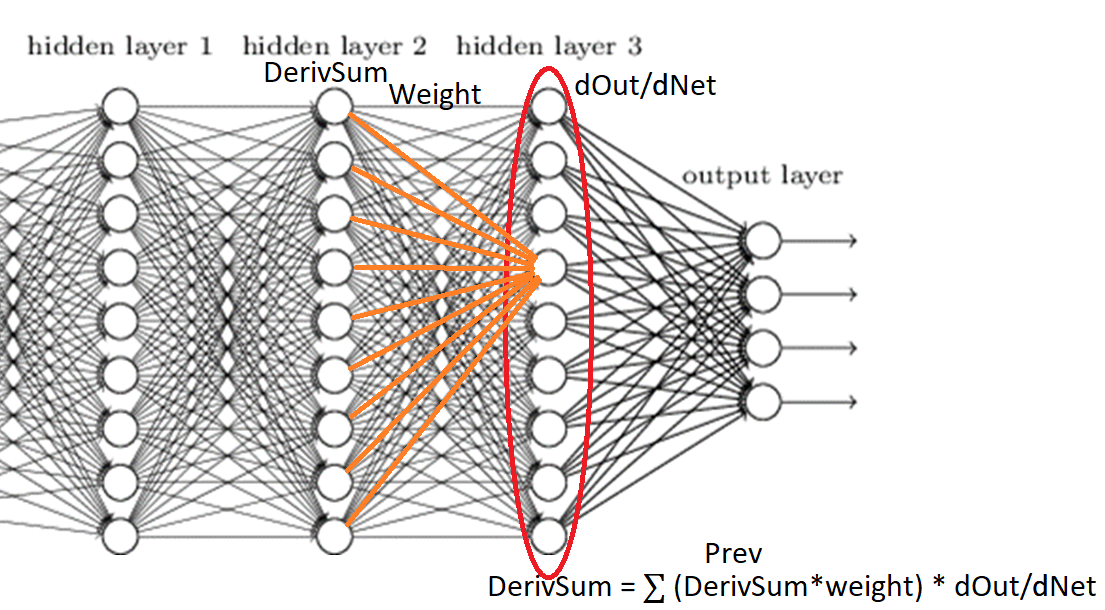 hidden layer 1 hidden layer 2 hidden layer 3
DerivSum
Weight
dOut/dNet
output layer
Prev
DerivSum = ∑ (DerivSum*weight) * dOut/dNet